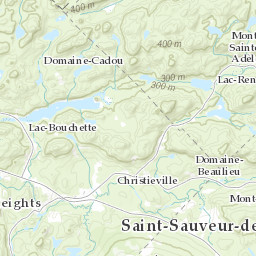 400 m
400 m
Mont
Sainte
Adel
Domaine-Cadou
300 m
300 m
Lac-Ren
Lac-Bouchette
Domaine-
Beaulieu
Christieville
eights
Mont
Saint-Sauveur-de